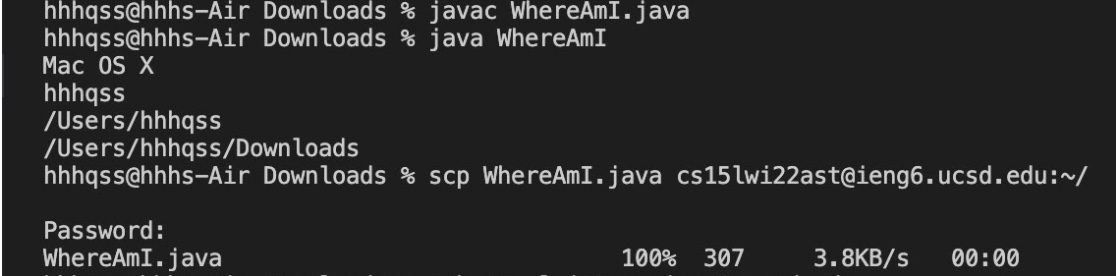 hhhqss@hhhs-Air Downloads % javac WhereAmI.java
hhhqss@hhhs-Air Downloads % java WhereAmI
Mac OS X
hhhqss
/Users/hhhqss
/Users/hhhqss/Downloads
hhhqss@hhhs-Air Downloads % scp WhereAmI.java cs15lwi22ast@ieng6.ucsd.edu:~/
Password:
WhereAmI.java 100% 307 3.8KB/s 00:00